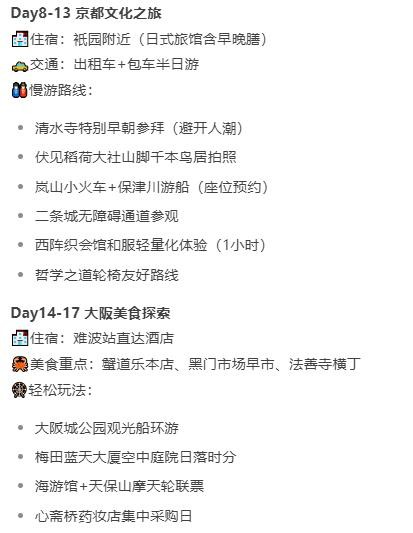 Day8-13 京都文化之旅
住宿：祇园附近（日式旅馆含早晚膳）
交通：出租车+包车半日游
慢游路线：
清水寺特别早朝参拜（避开人潮）
伏见稻荷大社山脚千本鸟居拍照
岚山小火车+保津川游船（座位预约）
二条城无障碍通道参观
西阵织会馆和服轻量化体验（1小时）
哲学之道轮椅友好路线
Day14-17 大阪美食探索
住宿：难波站直达酒店
美食重点：蟹道乐本店、黑门市场早市、法善寺横丁
轻松玩法：
大阪城公园观光船环游
梅田蓝天大厦空中庭院日落时分
海游馆+天保山摩天轮联票
心斋桥药妆店集中采购日